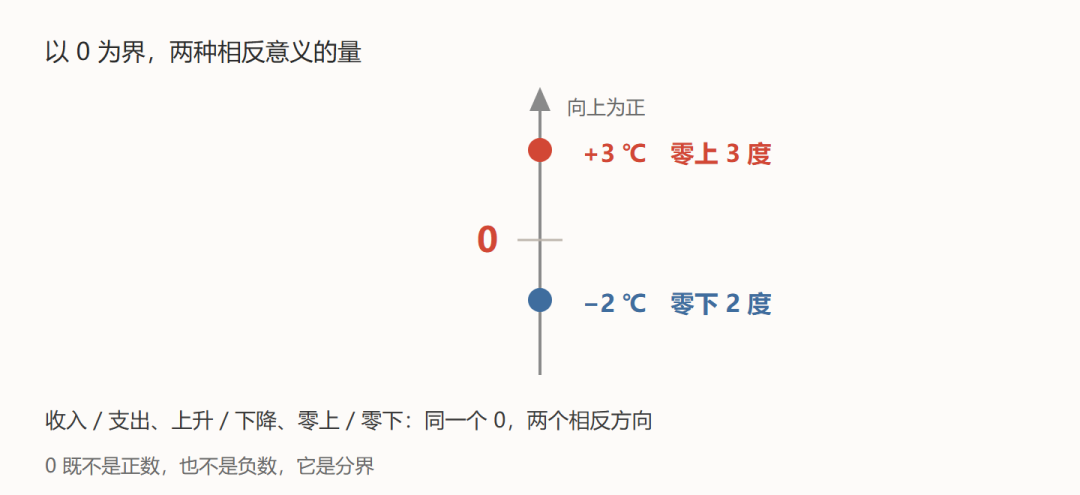 以 0 为界，两种相反意义的量
向上为正
+3 ℃ 零上 3 度
0
−2 ℃ 零下 2 度
收入 / 支出、上升 / 下降、零上 / 零下：同一个 0，两个相反方向
0 既不是正数，也不是负数，它是分界